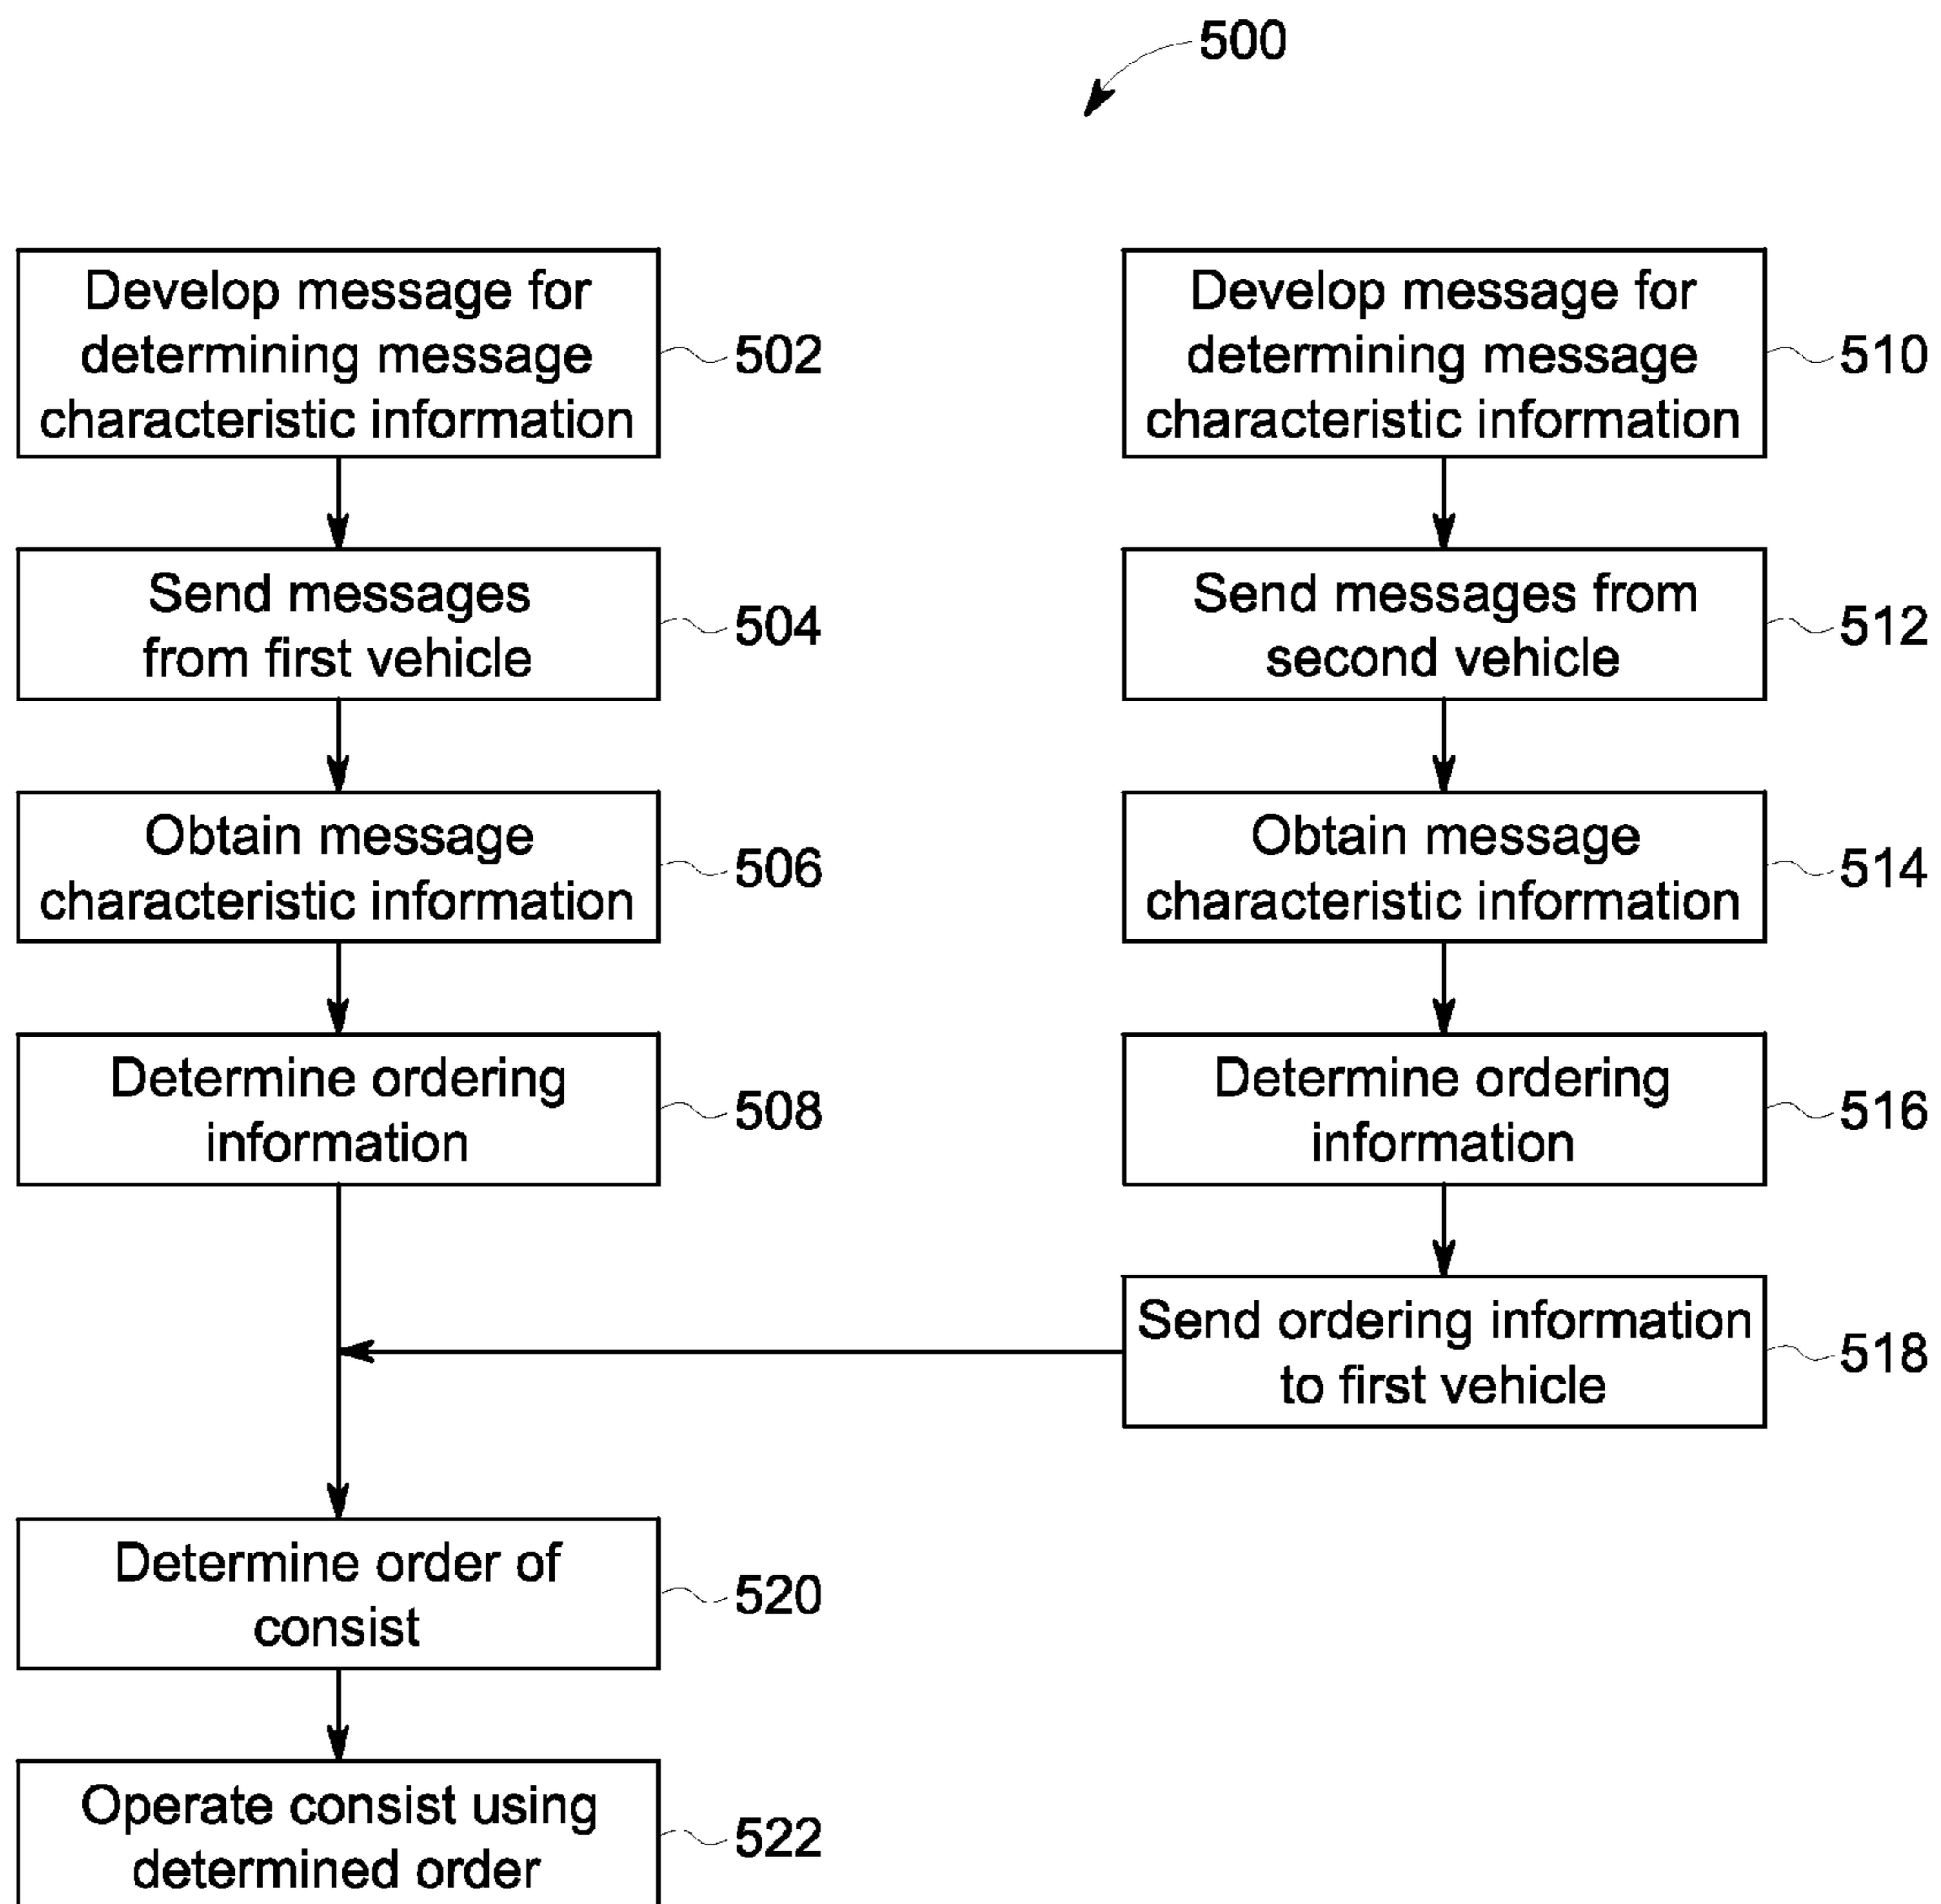 500
Develop message for
determining message
characteristic information
502
Send messages
from first vehicle
504
Obtain message
characteristic information
506
Determine ordering
information
508
Develop message for
determining message
characteristic information
510
Send messages from
second vehicle
512
Obtain message
characteristic information
514
Determine ordering
information
516
Send ordering information
to first vehicle
518
Determine order of
consist
520
Operate consist using
determined order
522